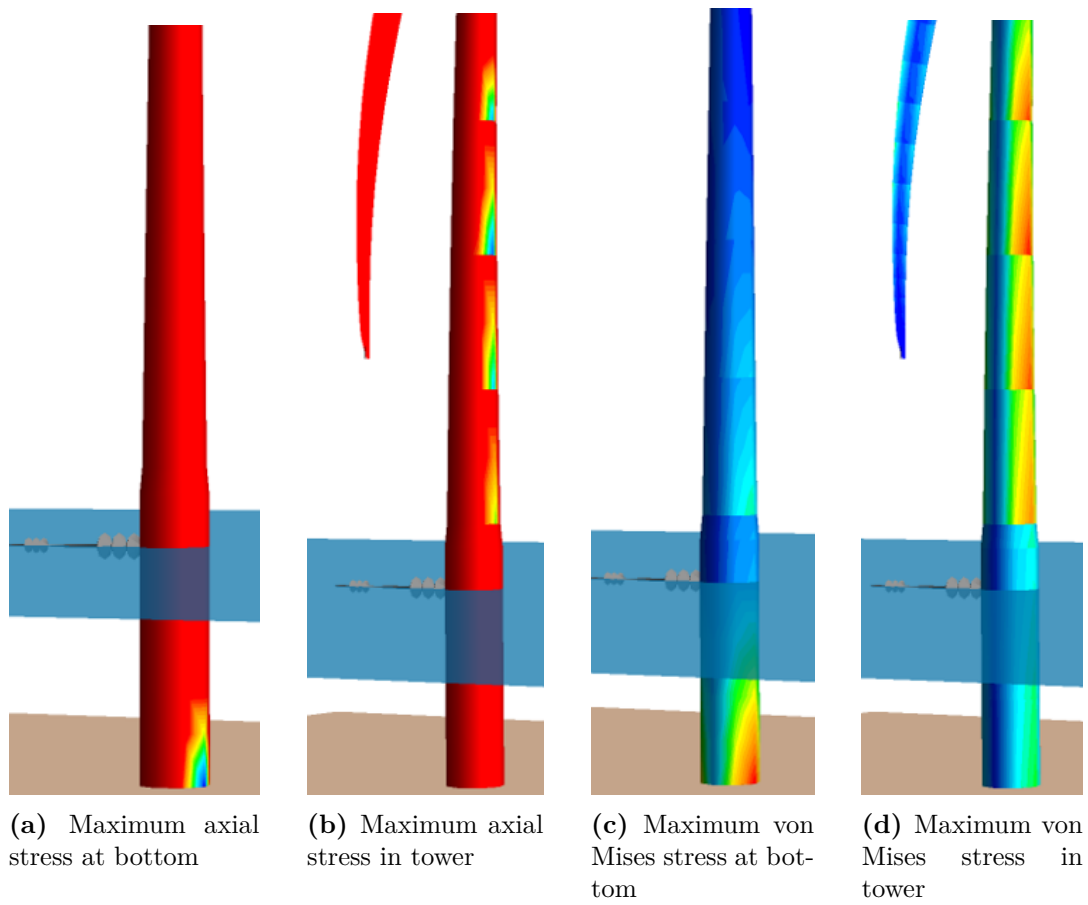 (a) Maximum axial
stress at bottom
(b) Maximum axial
stress in tower
(c) Maximum von
Mises stress at bot-
tom
(d) Maximum von
Mises stress in
tower